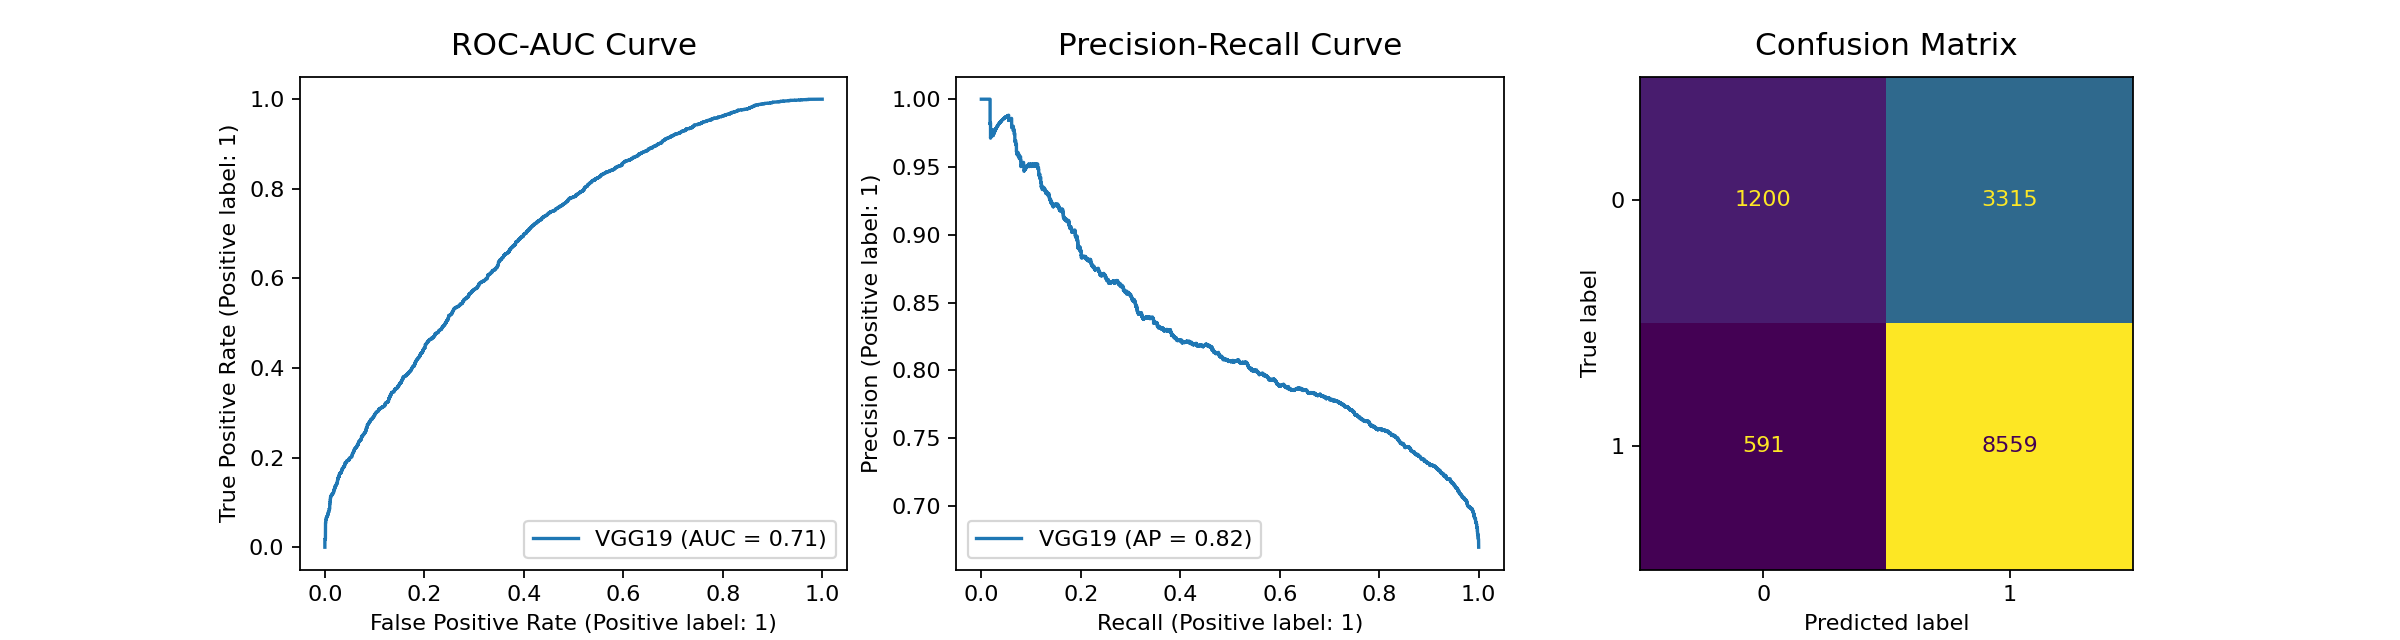 ROC-AUC Curve
True Positive Rate (Positive label: 1)
1.0
0.8
0.6
0.4
0.2
0.0
VGG19 (AUC = 0.71)
0.0 0.2 0.4 0.6 0.8 1.0
False Positive Rate (Positive label: 1)
Precision-Recall Curve
Precision (Positive label: 1)
1.00
0.95
0.90
0.85
0.80
0.75
0.70
VGG19 (AP = 0.82)
0.0 0.2 0.4 0.6 0.8 1.0
Recall (Positive label: 1)
Confusion Matrix
True label
0 1200 3315
1 591 8559
0 1
Predicted label